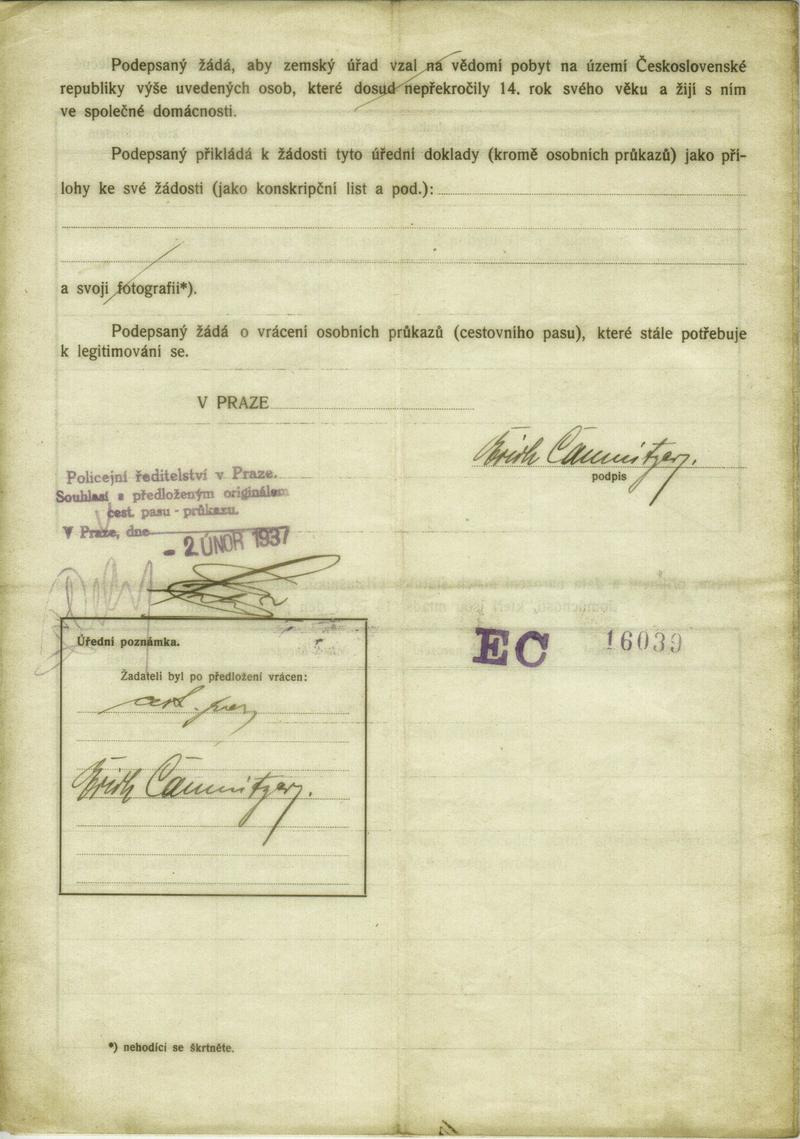 Podepsaný žádá, aby zemský úřad vzal na vědomí pobyt na území Československé
republiky výše uvedených osob, které dosud nepřekročily 14. rok svého věku a žijí s ním
ve společné domácnosti.
Podepsaný přikládá k žádosti tyto úřední doklady (kromě osobních průkazů) jako pří-
lohy ke své žádosti (jako konskripční list a pod.):
a svoji fotografii*).
Podepsaný žádá o vrácení osobních průkazů (cestovního pasu), které stále potřebuje
k legitimování se.
V PRAZE
Erich
podpis
Policejní ředitelství v Praze.
Souhlasí s předloženým originálem
cest. pasu - průkazu.
V Praze, dne
- 2. ÚNOR 1937
EC 16039
Úřední poznámka.
Žadateli byl po předložení vrácen:
Erich
*) nehodící se škrtněte.